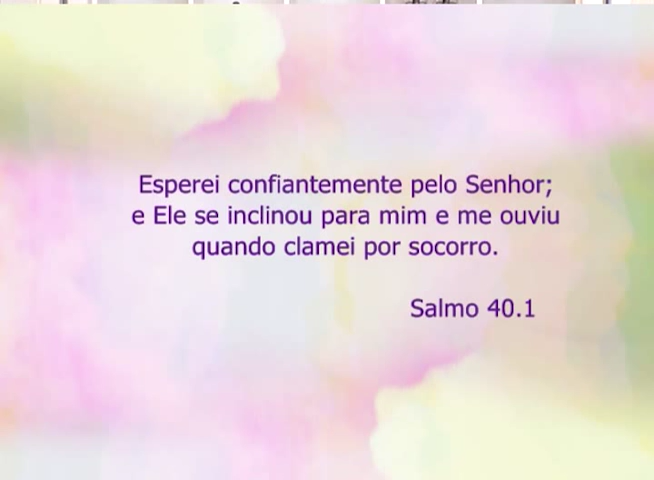 Esperei confiantemente pelo Senhor;
e Ele se inclinou para mim e me ouviu
quando clamei por socorro.
Salmo 40.1